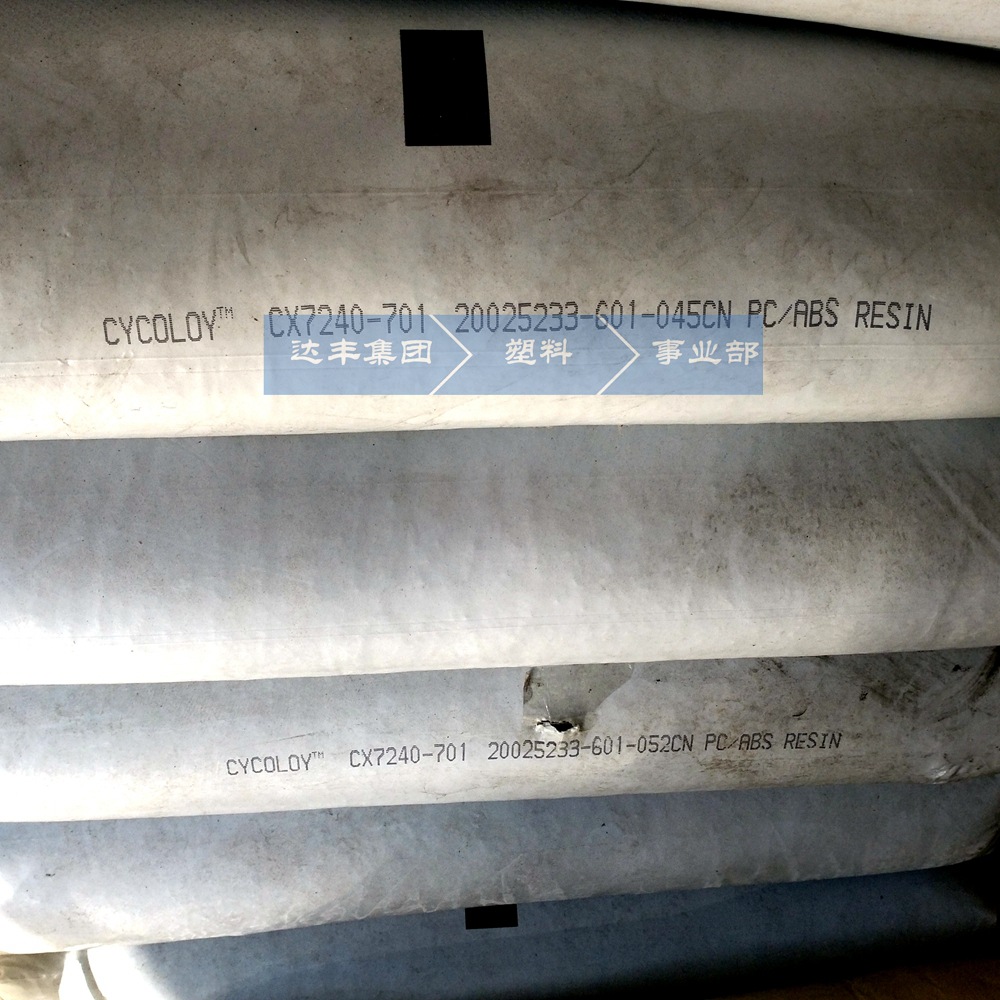 CYCOLOY™ CX7240-701 20025233-601-045CN PC/ABS RESIN
达丰集团 塑料 事业部
CYCOLOY™ CX7240-701 20025233-601-052CN PC/ABS RESIN